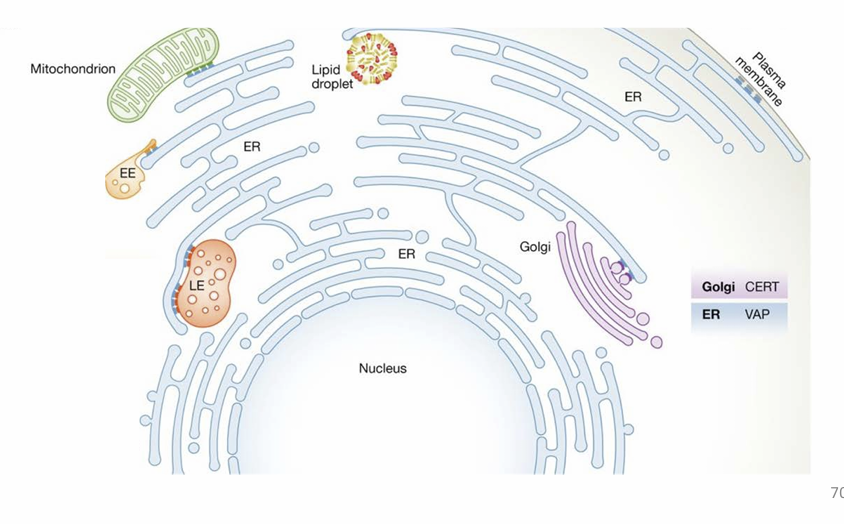 Mitochondrion
Lipid
droplet
Plasma
membrane
ER
ER
EE
ER
Golgi
LE
Golgi CERT
ER VAP
Nucleus
70